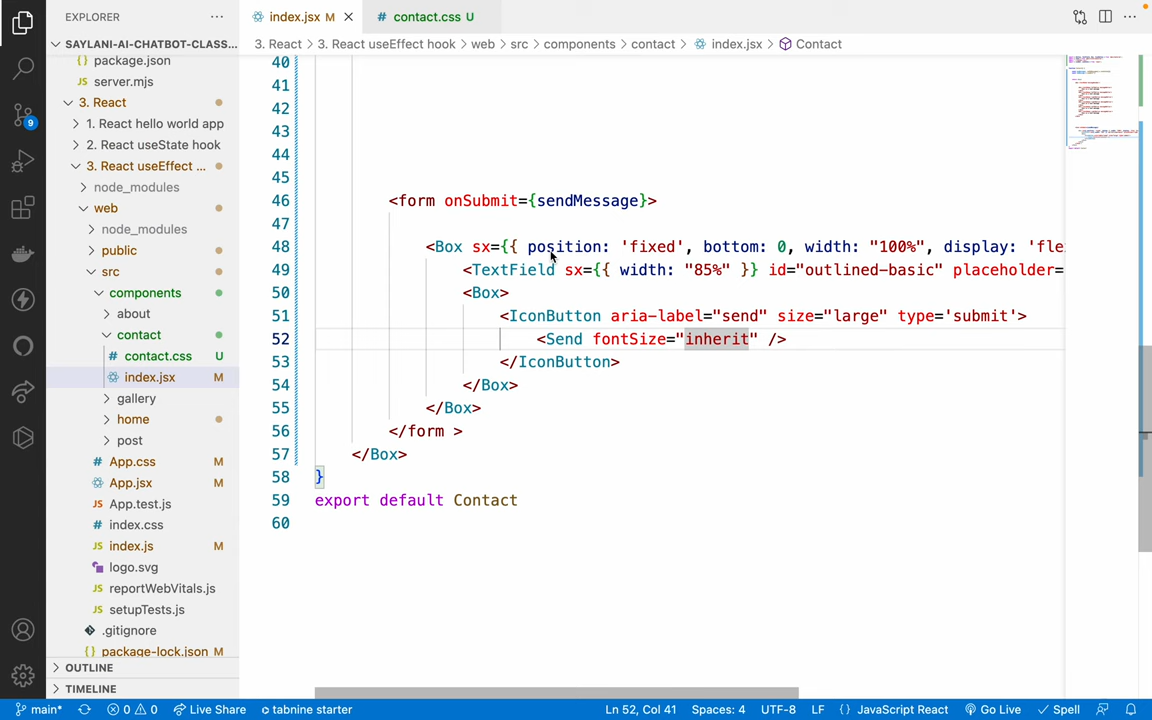 EXPLORER
index.jsx M
contact.css U
SAYLANI-AI-CHATBOT-CLASS...
3. React > 3. React useEffect hook > web > src > components > contact > index.jsx > Contact
package.json
server.mjs
3. React
1. React hello world app
2. React useState hook
3. React useEffect ...
node_modules
web
node_modules
public
src
components
about
contact
contact.css U
index.jsx M
gallery
home
post
App.css M
App.jsx M
App.test.js
index.css
index.js M
logo.svg
reportWebVitals.js
setupTests.js
.gitignore
package-lock.json M
OUTLINE
TIMELINE
9
40
41
42
43
44
45
46 <form onSubmit={sendMessage}>
47
48 <Box sx={{ position: 'fixed', bottom: 0, width: "100%", display: 'fle
49 <TextField sx={{ width: "85%" }} id="outlined-basic" placeholder=
50 <Box>
51 <IconButton aria-label="send" size="large" type='submit'>
52 <Send fontSize="inherit" />
53 </IconButton>
54 </Box>
55 </Box>
56 </form >
57 </Box>
58 }
59 export default Contact
60
main* 0 0 Live Share tabnine starter Ln 52, Col 41 Spaces: 4 UTF-8 LF {} JavaScript React Go Live Spell